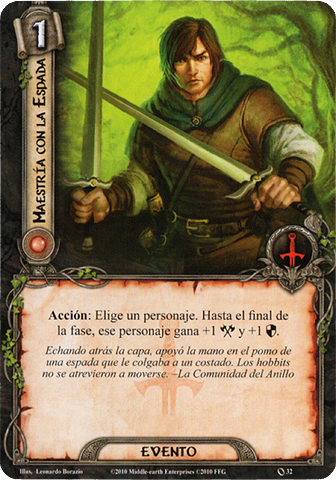 1
MAESTRÍA CON LA ESPADA
Acción: Elige un personaje. Hasta el final de
la fase, ese personaje gana +1 y +1.
Echando atrás la capa, apoyó la mano en el pomo de
una espada que le colgaba a un costado. Los hobbits
no se atrevieron a moverse. –La Comunidad del Anillo
EVENTO
Illus. Leonardo Borazio
©2010 Middle-earth Enterprises ©2010 FFG
32